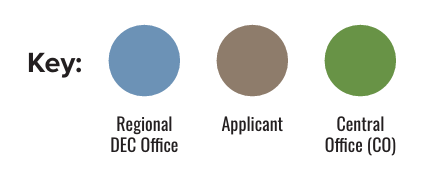 Key:
Regional
DEC Office
Applicant
Central
Office (CO)